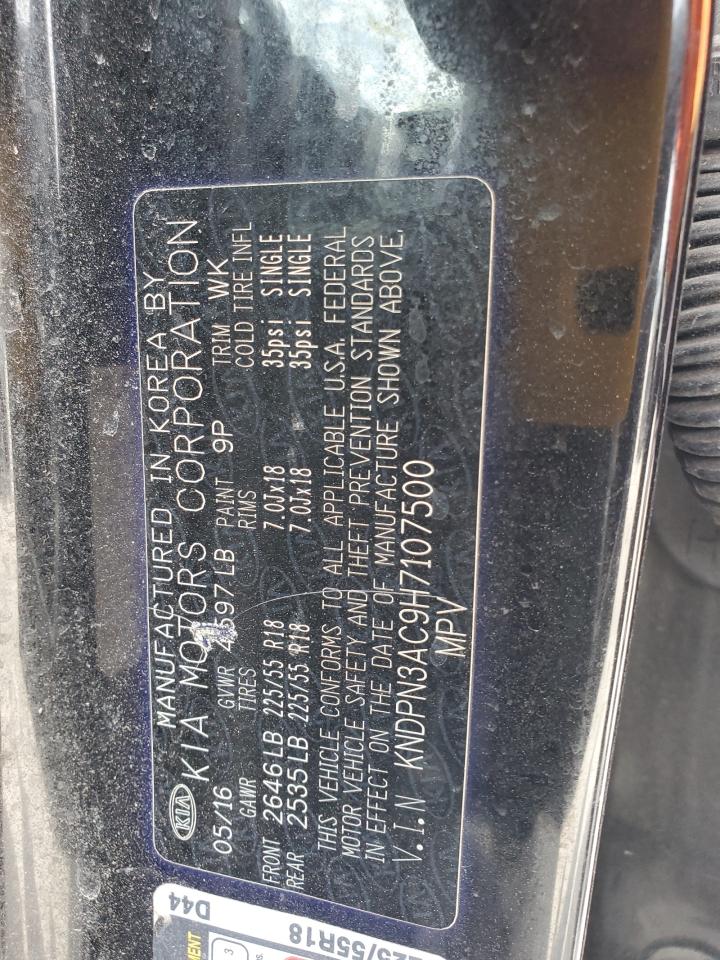 KIA
MANUFACTURED IN KOREA BY
KIA MOTORS CORPORATION
05/16 GVWR 4597LB PAINT 9P TRIM WK
GAWR TIRES RIMS COLD TIRE INFL
FRONT 2646LB 225/55 R18 7.0Jx18 35psi SINGLE
REAR 2535LB 225/55 R18 7.0Jx18 35psi SINGLE
THIS VEHICLE CONFORMS TO ALL APPLICABLE U.S.A. FEDERAL
MOTOR VEHICLE SAFETY AND THEFT PREVENTION STANDARDS
IN EFFECT ON THE DATE OF MANUFACTURE SHOWN ABOVE.
V.I.N KNDPN3AC9H7107500
MPV
D44
225/55R18
3